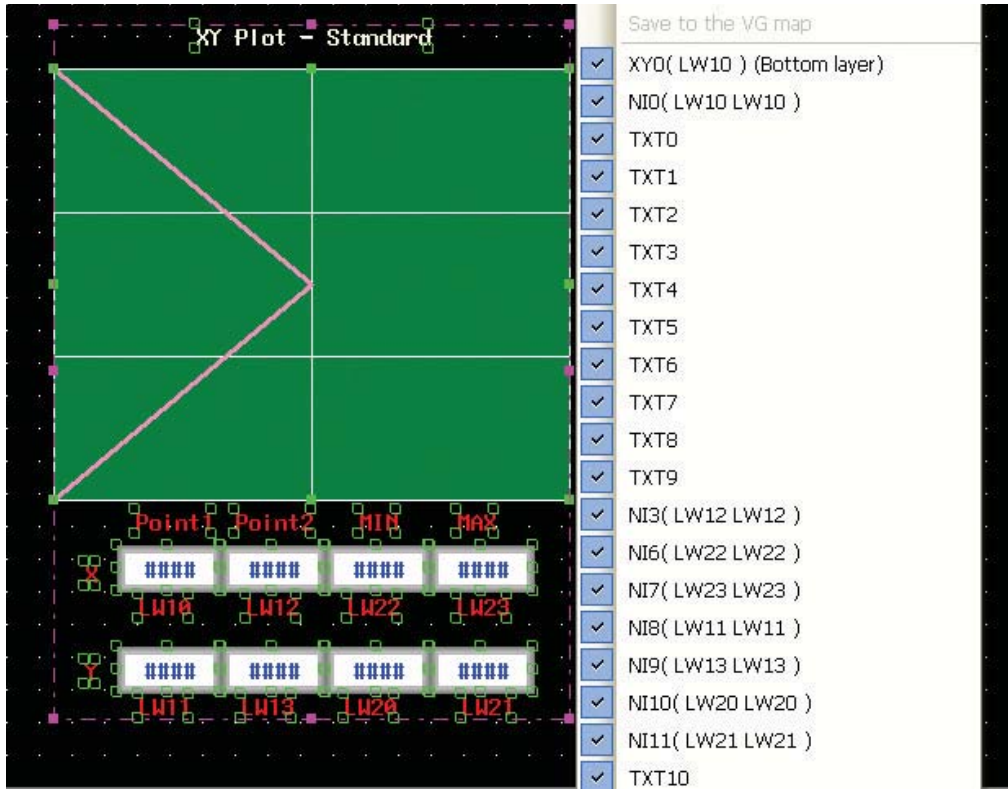 XY Plot - Standard
Point1 Point2 MIN MAX
X #### #### #### ####
LW10 LW12 LW22 LW23
Y #### #### #### ####
LW11 LW13 LW20 LW21
Save to the VG map
XY0( LW10 ) (Bottom layer)
NI0( LW10 LW10 )
TXT0
TXT1
TXT2
TXT3
TXT4
TXT5
TXT6
TXT7
TXT8
TXT9
NI3( LW12 LW12 )
NI6( LW22 LW22 )
NI7( LW23 LW23 )
NI8( LW11 LW11 )
NI9( LW13 LW13 )
NI10( LW20 LW20 )
NI11( LW21 LW21 )
TXT10